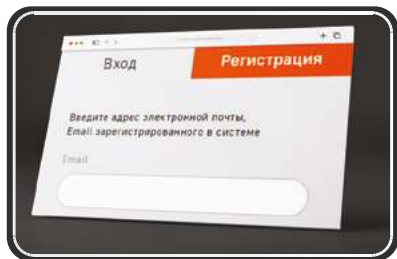 Вход
Регистрация
Введите адрес электронной почты,
Email зарегистрированного в системе
Email